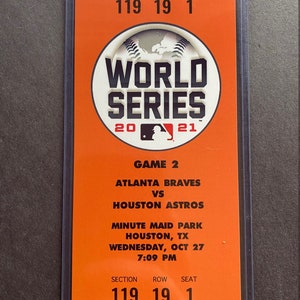 119 19 1
WORLD
SERIES
20 21
GAME 2
ATLANTA BRAVES
VS
HOUSTON ASTROS
MINUTE MAID PARK
HOUSTON, TX
WEDNESDAY, OCT 27
7:09 PM
SECTION ROW SEAT
119 19 1